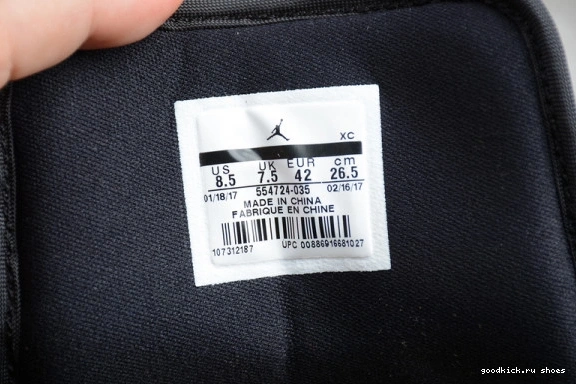 XC
US UK EUR cm
8.5 7.5 42 26.5
01/18/17 554724-035 02/16/17
MADE IN CHINA
FABRIQUE EN CHINE
107312187 UPC 00886916681027
goodkick.ru shoes